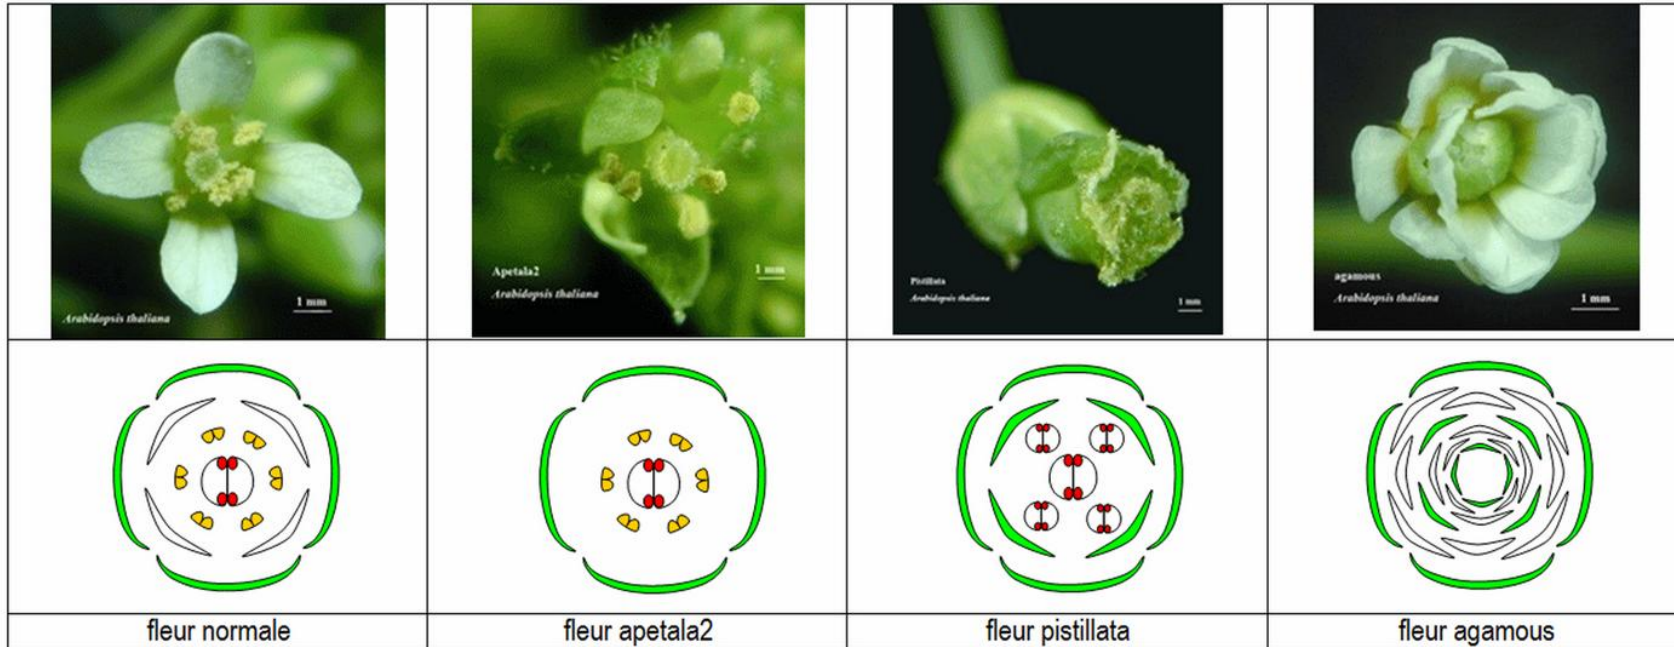 1 mm
Arabidopsis thaliana
Apetala2
1 mm
Arabidopsis thaliana
Pistillata
Arabidopsis thaliana
1 mm
agamous
Arabidopsis thaliana
1 mm
fleur normale
fleur apetala2
fleur pistillata
fleur agamous